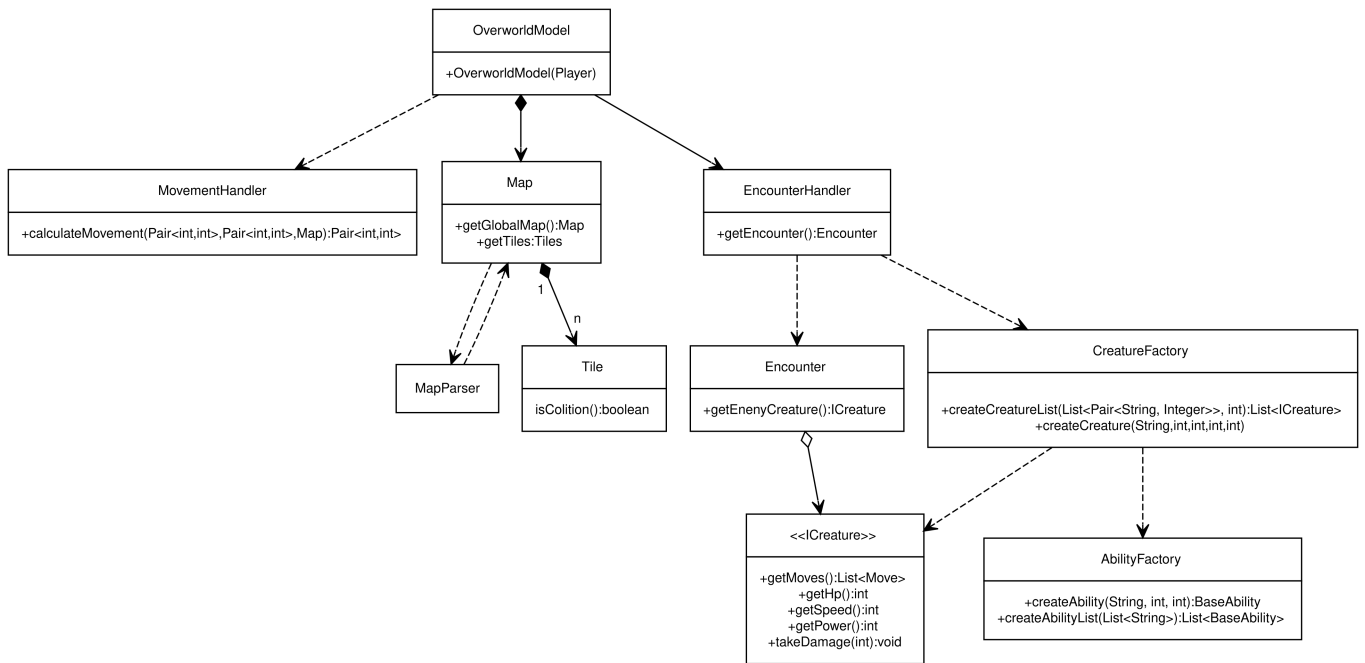 OverworldModel
+OverworldModel(Player)
MovementHandler
+calculateMovement(Pair<int,int>,Pair<int,int>,Map):Pair<int,int>
Map
+getGlobalMap():Map
+getTiles:Tiles
EncounterHandler
+getEncounter():Encounter
1
n
MapParser
Tile
isColition():boolean
Encounter
+getEnenyCreature():ICreature
CreatureFactory
+createCreatureList(List<Pair<String, Integer>>, int):List<ICreature>
+createCreature(String,int,int,int,int)
<<ICreature>>
+getMoves():List<Move>
+getHp():int
+getSpeed():int
+getPower():int
+takeDamage(int):void
AbilityFactory
+createAbility(String, int, int):BaseAbility
+createAbilityList(List<String>):List<BaseAbility>